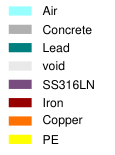 Air
Concrete
Lead
void
SS316LN
Iron
Copper
PE